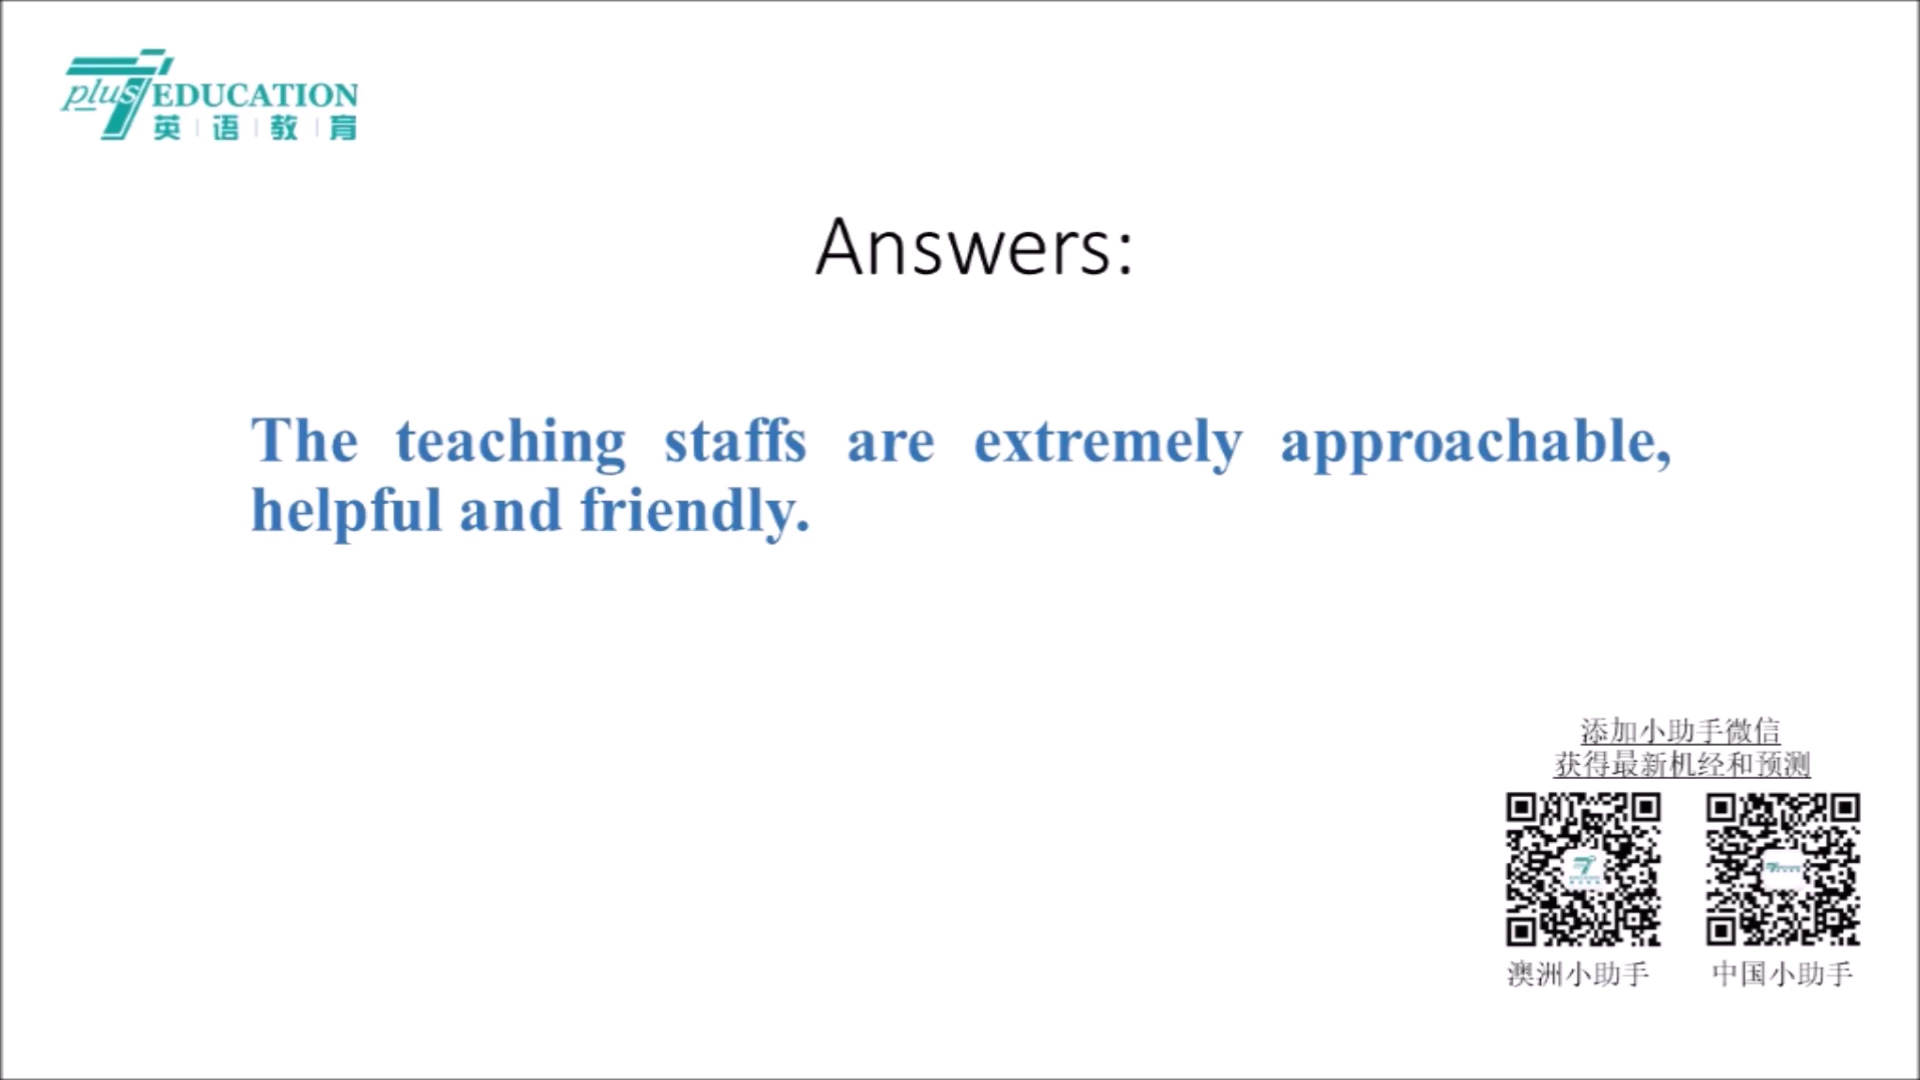 plus 7 EDUCATION
英 语 教 育
Answers:
The teaching staffs are extremely approachable,
helpful and friendly.
添加小助手微信
获得最新机经和预测
澳洲小助手 中国小助手